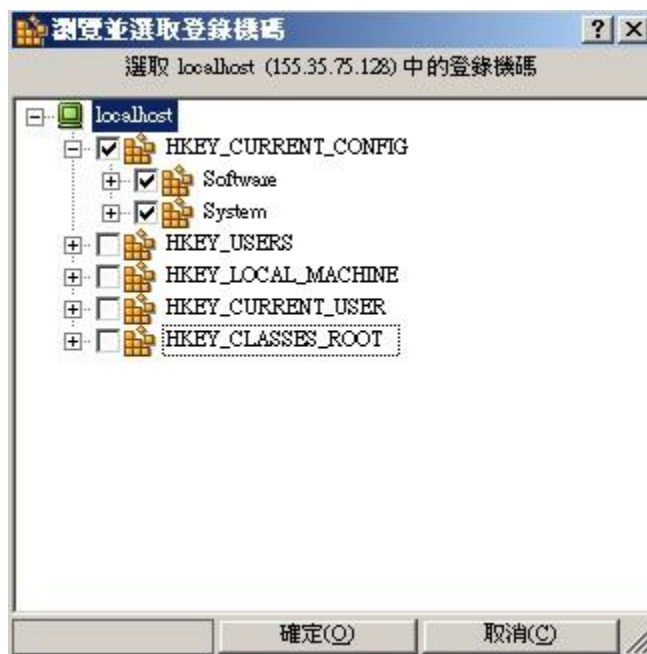 瀏覽並選取登錄機碼
選取 localhost (155.35.75.128) 中的登錄機碼
localhost
HKEY_CURRENT_CONFIG
Software
System
HKEY_USERS
HKEY_LOCAL_MACHINE
HKEY_CURRENT_USER
HKEY_CLASSES_ROOT
確定(O) 取消(C)